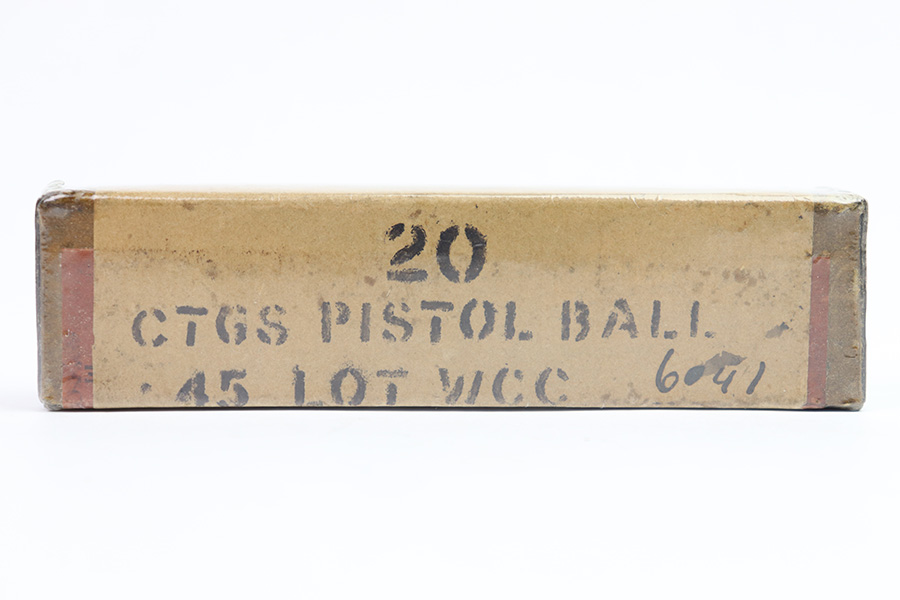 20
CTGS PISTOL BALL
.45 LOT WCC 6041